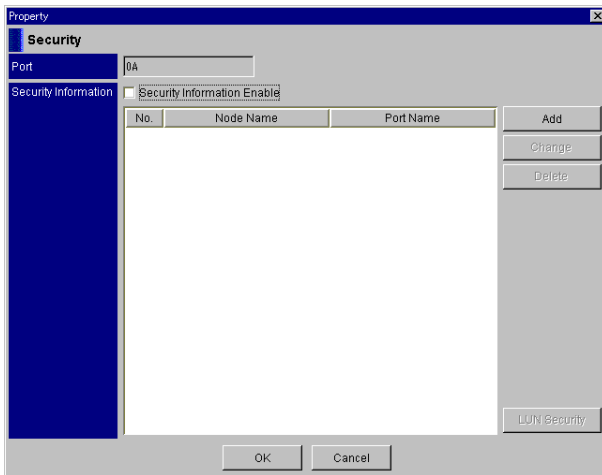 Property
Security
Port
0A
Security Information
Security Information Enable
No. Node Name Port Name
Add
Change
Delete
LUN Security
OK Cancel